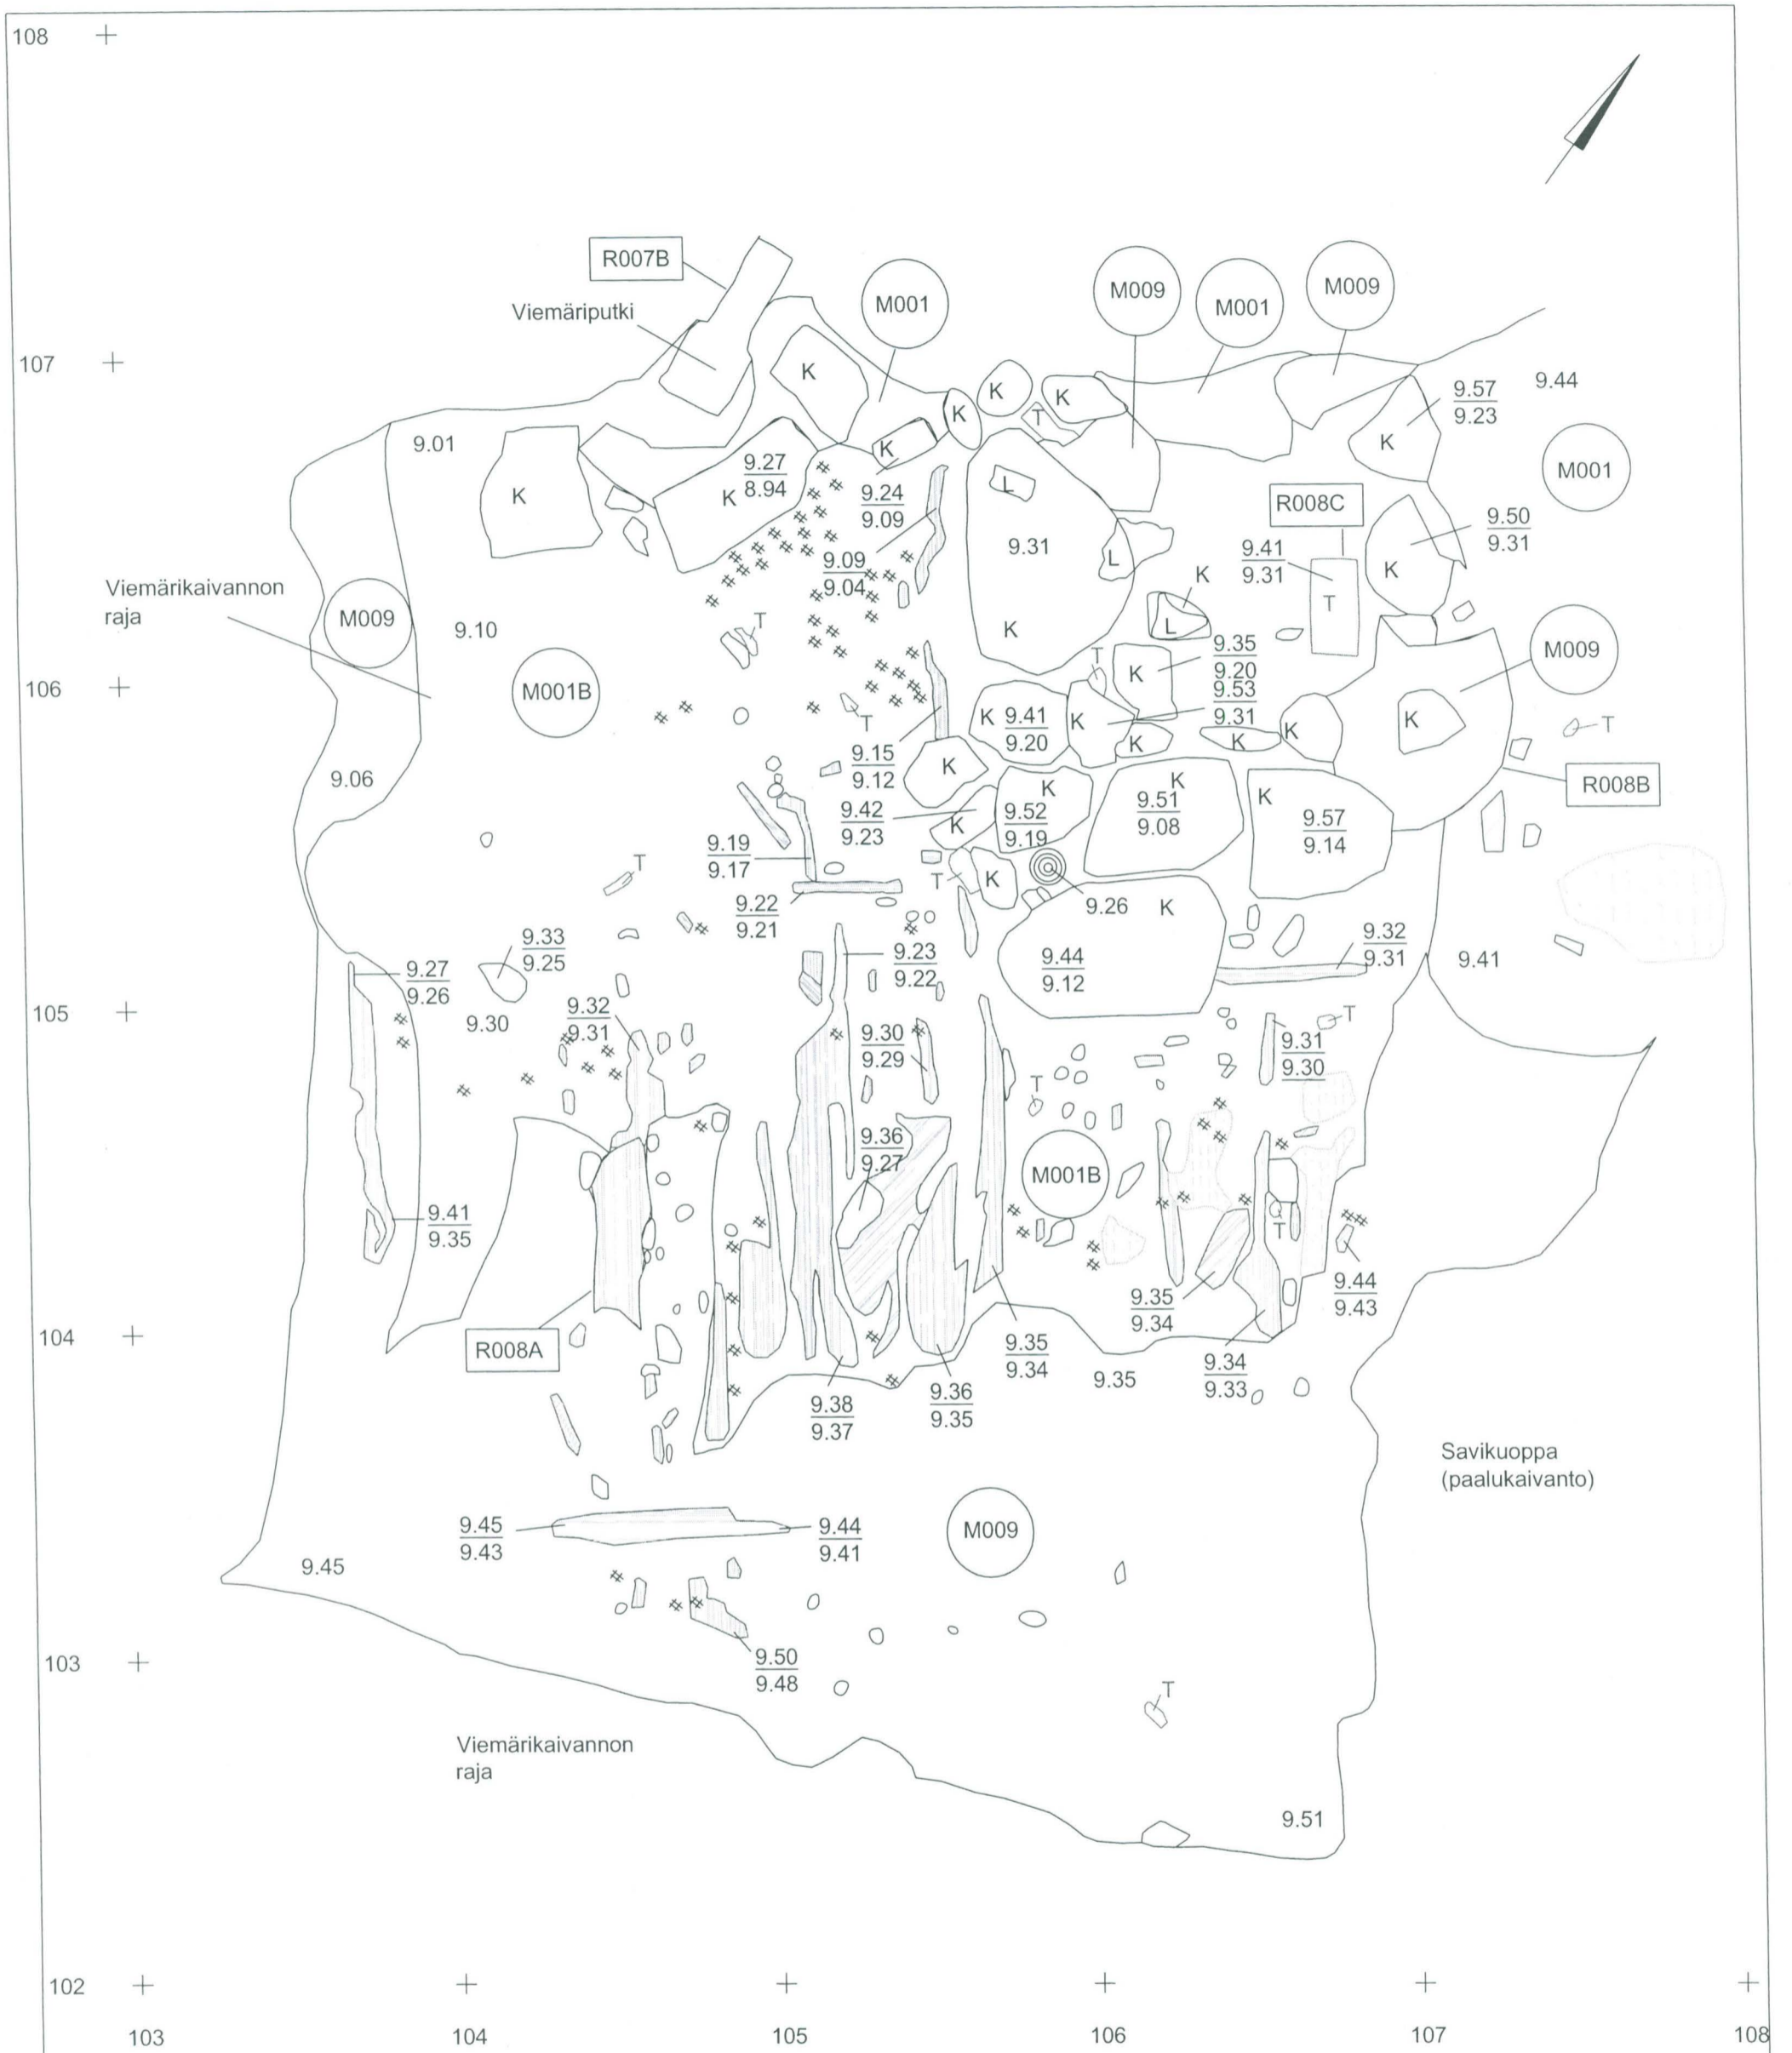 108
R007B
M009
M009
M001
M001
Viemäriputki
107
K
K
K
K
T
9.57
9.23
9.44
9.01
K
K
K
M001
9.27
8.94
K
K
L
9.24
9.09
R008C
9.50
9.31
9.31
9.41
9.31
L
9.09
9.04
K
K
T
Viemärikaivannon
raja
M009
T
9.10
K
L
M009
9.35
9.20
T
106
M001B
K
9.53
9.31
T
K
9.41
9.20
K
K
K
K
K
T
9.15
9.12
K
9.06
R008B
K
K
K
9.42
9.23
K
9.52
9.19
9.51
9.08
9.57
9.14
9.19
9.17
T
T
K
9.22
9.21
9.26
K
9.33
9.25
9.23
9.22
9.32
9.31
9.27
9.26
9.44
9.12
9.41
105
9.30
9.32
9.31
T
9.30
9.29
9.31
9.30
T
9.36
9.27
M001B
9.41
9.35
T
9.35
9.34
9.44
9.43
104
R008A
9.35
9.34
9.35
9.34
9.33
9.38
9.37
9.36
9.35
Savikuoppa
(paalukaivanto)
9.45
9.43
9.44
9.41
M009
9.45
103
9.50
9.48
T
Viemärikaivannon
raja
9.51
102
103
104
105
106
107
108